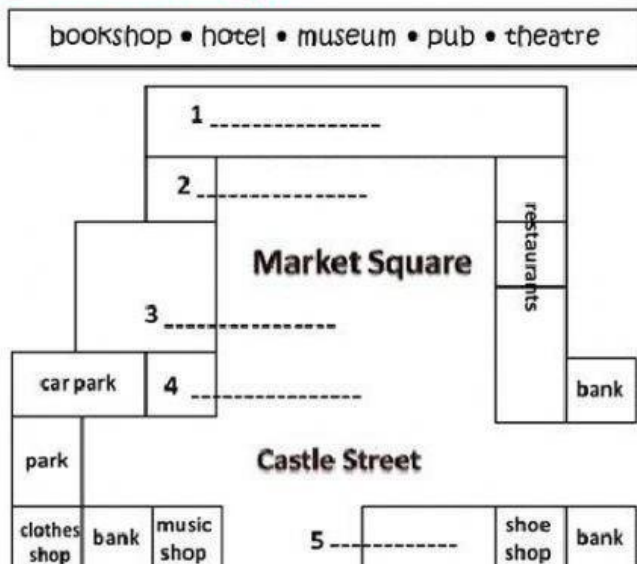 bookshop • hotel • museum • pub • theatre
1 ----------------
2 ----------------
restaurants
Market Square
3 ----------------
car park
4 ----------------
bank
park
Castle Street
clothes shop
bank
music shop
5 ------------
shoe shop
bank